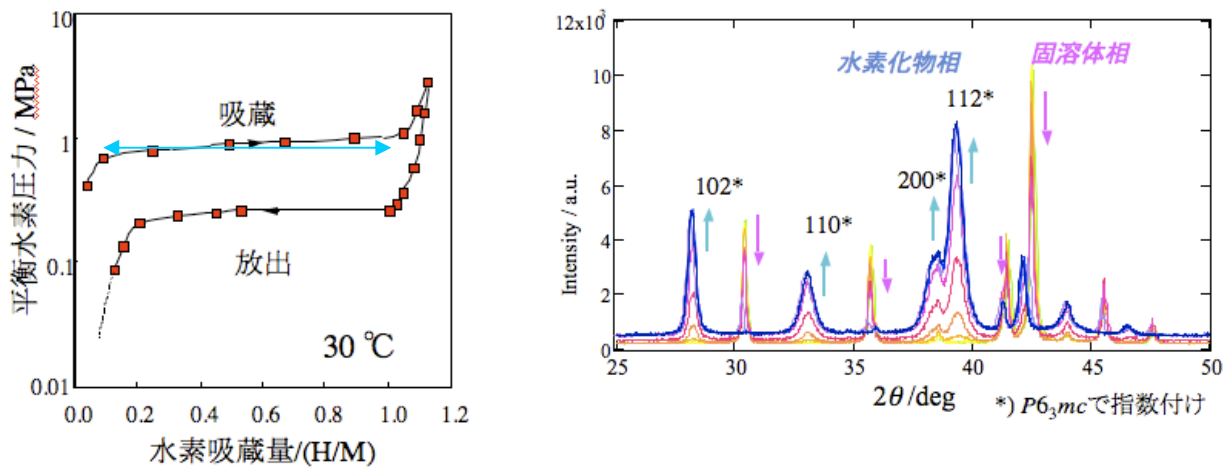 平衡水素圧力 / MPa
10
1
0.1
0.01
吸蔵
放出
30 ℃
0.0 0.2 0.4 0.6 0.8 1.0 1.2
水素吸蔵量/(H/M)
Intensity / a.u.
12x10³
10
8
6
4
2
0
水素化物相
固溶体相
102*
110*
200*
112*
25 30 35 40 45 50
2θ /deg
*) P6₃mcで指数付け